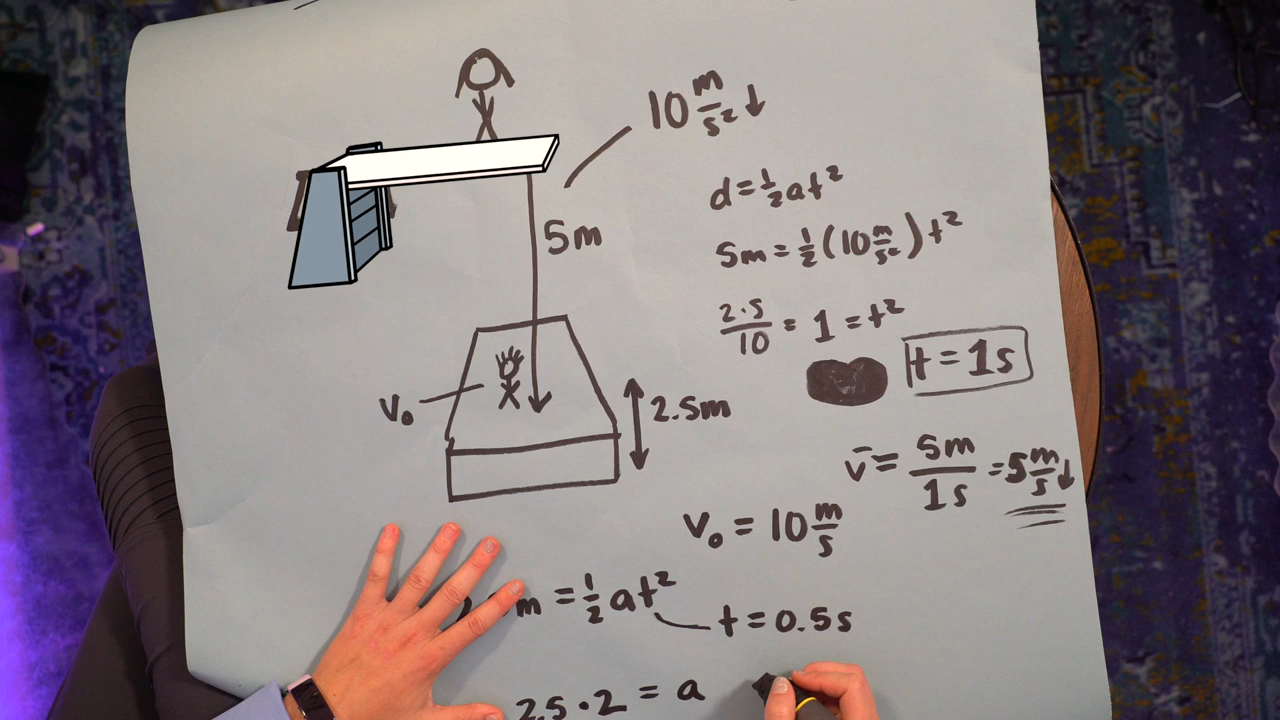 10 m/s² ↓
d = ½at²
5m
5m = ½(10 m/s²)t²
2·5/10 = 1 = t²
t = 1s
V₀
2.5m
v̄ = 5m/1s = 5 m/s ↓
V₀ = 10 m/s
m = ½at²
t = 0.5s
2.5·2 = a